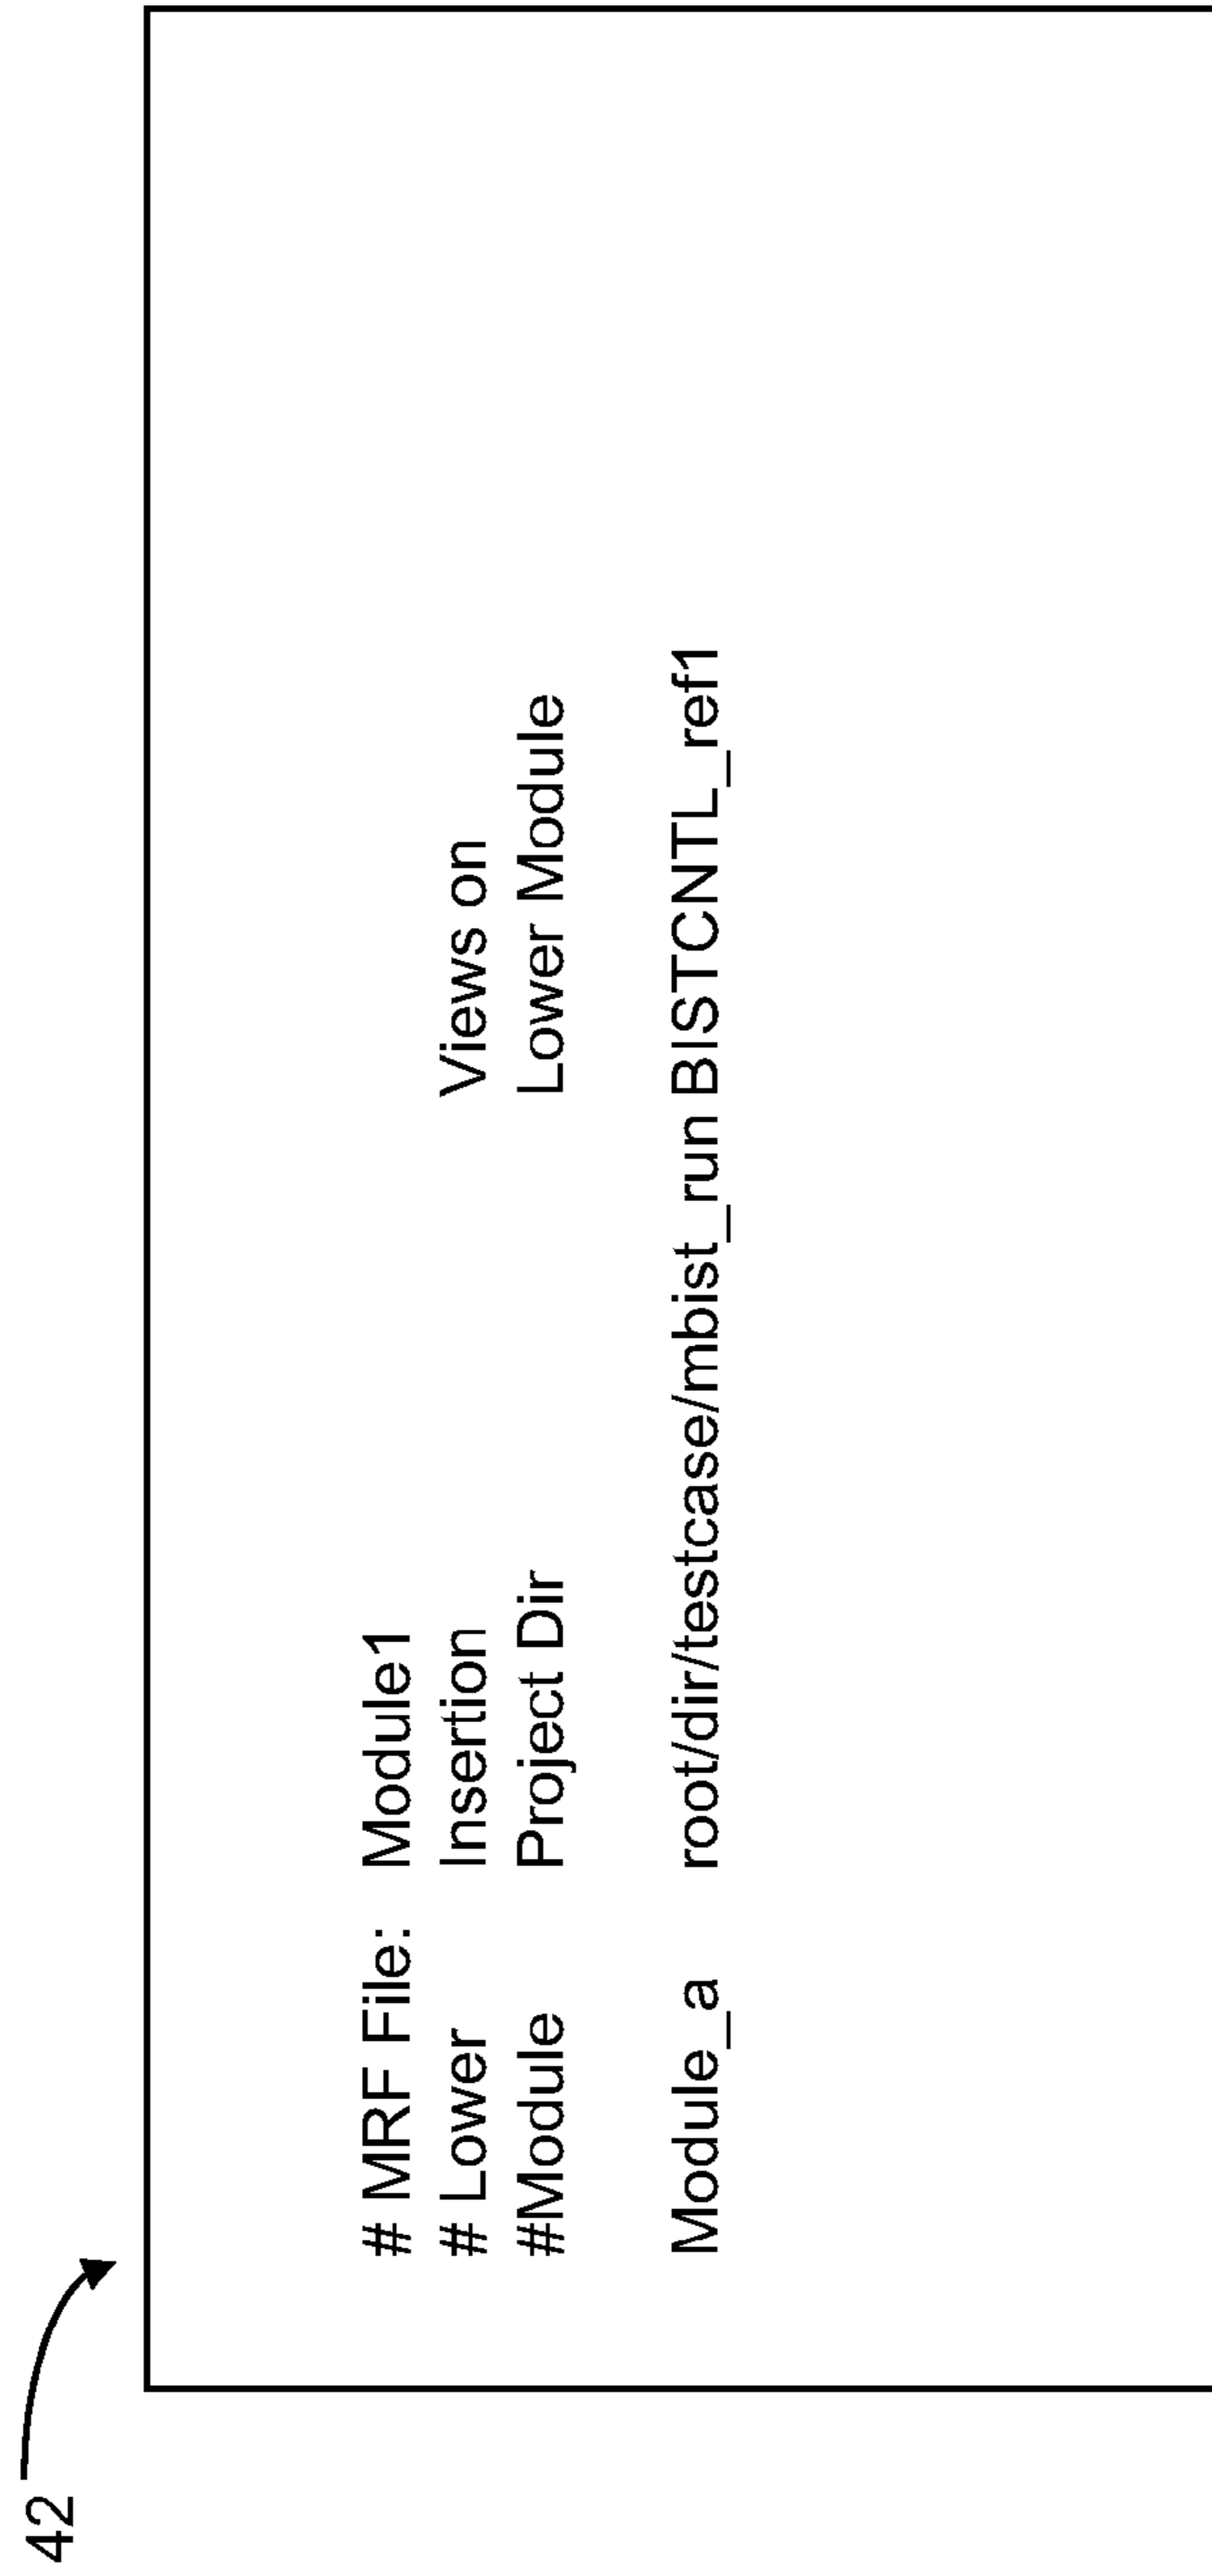 42
# MRF File: Module1
# Lower Insertion Views on
#Module Project Dir Lower Module
Module_a root/dir/testcase/mbist_run BISTCNTL_ref1